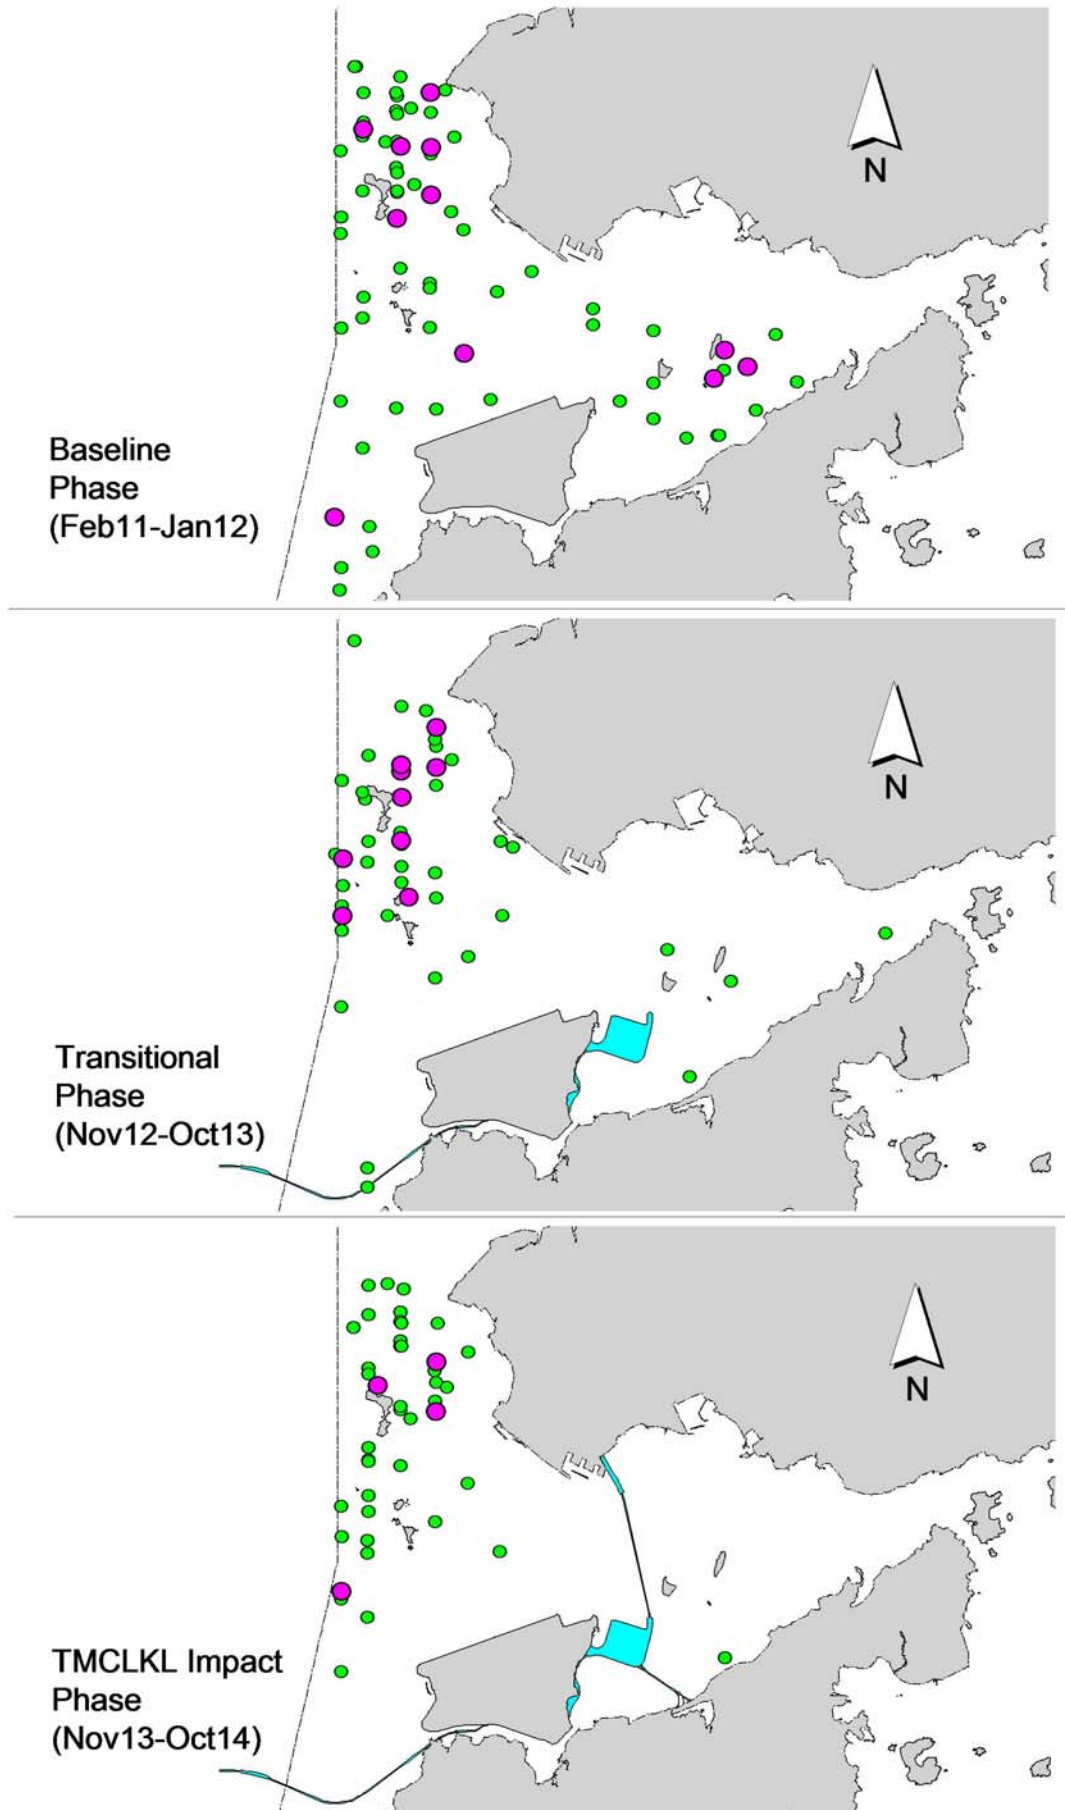 N
Baseline
Phase
(Feb11-Jan12)
N
Transitional
Phase
(Nov12-Oct13)
N
TMCLKL Impact
Phase
(Nov13-Oct14)